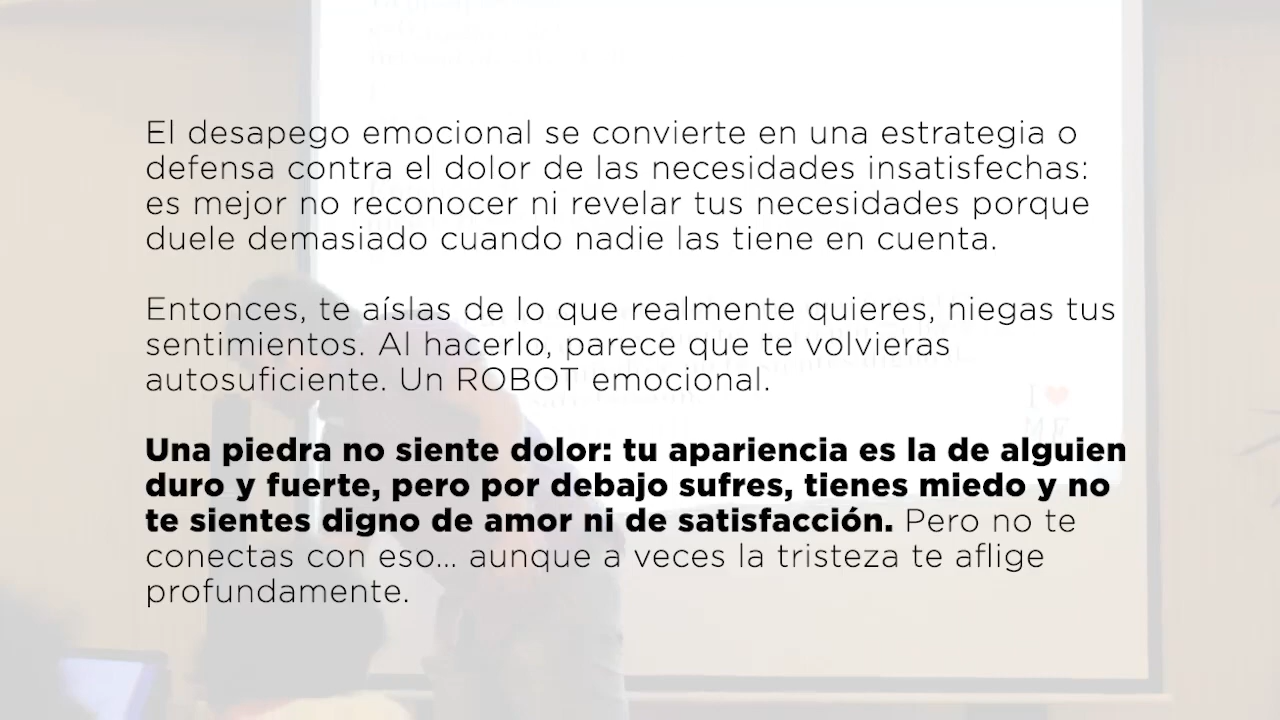 El desapego emocional se convierte en una estrategia o
defensa contra el dolor de las necesidades insatisfechas:
es mejor no reconocer ni revelar tus necesidades porque
duele demasiado cuando nadie las tiene en cuenta.
Entonces, te aíslas de lo que realmente quieres, niegas tus
sentimientos. Al hacerlo, parece que te volvieras
autosuficiente. Un ROBOT emocional.
Una piedra no siente dolor: tu apariencia es la de alguien
duro y fuerte, pero por debajo sufres, tienes miedo y no
te sientes digno de amor ni de satisfacción. Pero no te
conectas con eso... aunque a veces la tristeza te aflige
profundamente.
I ♥
ME